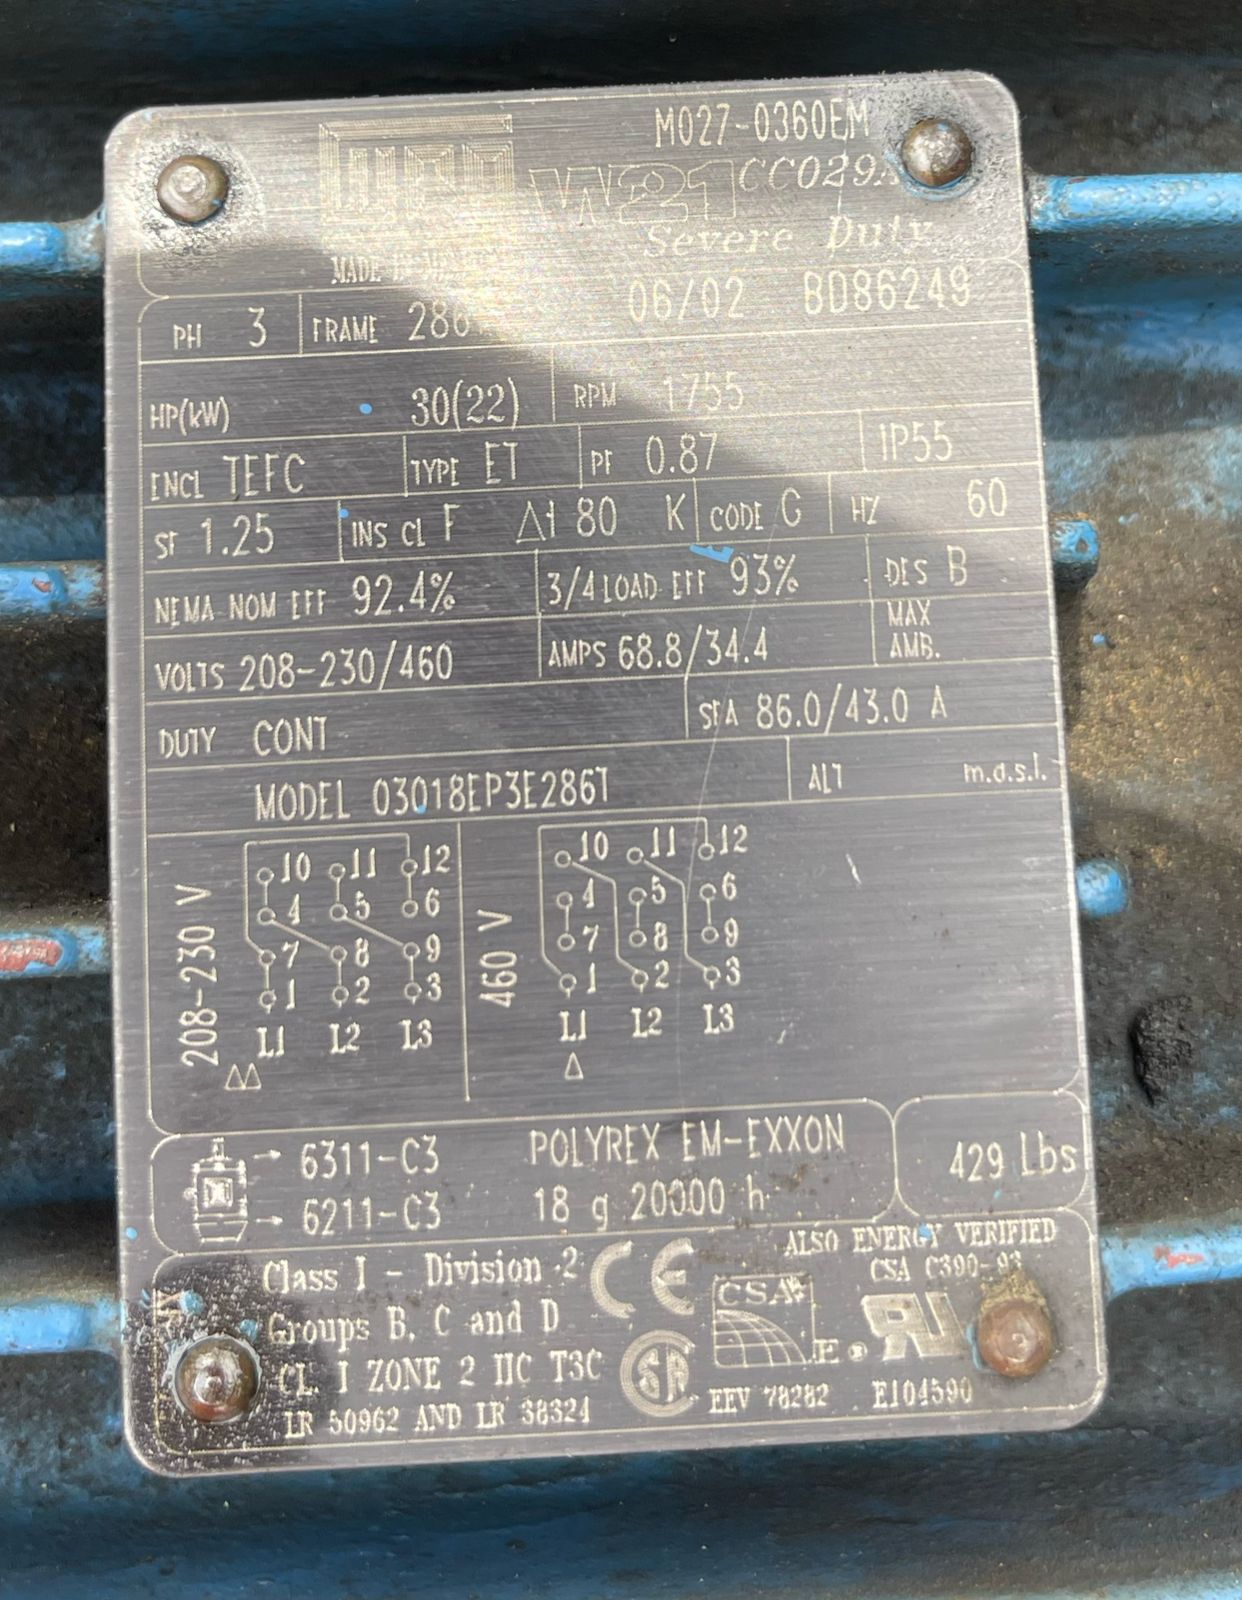 M027-0360EM
WEG W21 CC029A
Severe Duty
MADE IN
PH 3 FRAME 06/02 BD86249
HP(kW) 30(22) RPM 1755
ENCL TEFC TYPE ET PF 0.87 IP55
SF 1.25 INS CL F Δt 80 K CODE G HZ 60
NEMA NOM EFF 92.4% 3/4 LOAD EFF 93% DES B
VOLTS 208-230/460 AMPS 68.8/34.4 MAX AMB.
DUTY CONT SFA 86.0/43.0 A
MODEL 03018EP3E286T ALT m.a.s.l.
208-230 V
10 11 12
4 5 6
7 8 9
1 2 3
L1 L2 L3
ΔΔ
460 V
10 11 12
4 5 6
7 8 9
1 2 3
L1 L2 L3
Δ
6311-C3 POLYREX EM-EXXON
6211-C3 18 g 20000 h
429 Lbs
Class I - Division 2
Groups B, C and D
CL. I ZONE 2 IIC T3C
LR 50962 AND LR 38324
CE
SA
CSA
E ®
EEV 78282
ALSO ENERGY VERIFIED
CSA C390-93
RU
E104590